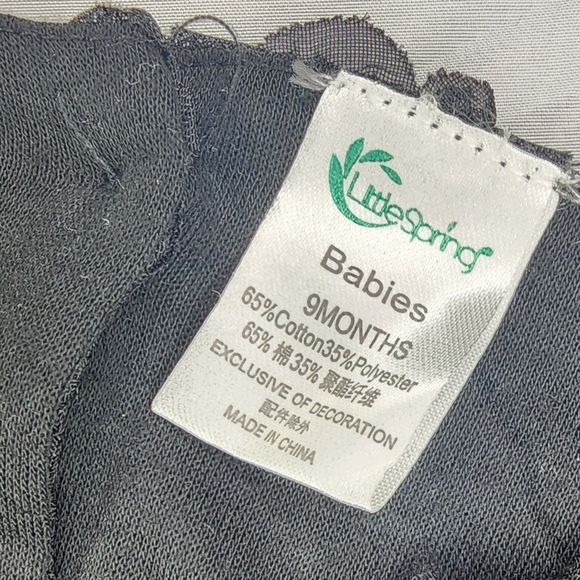 LittleSpring
Babies
9MONTHS
65%Cotton35%Polyester
65% 棉35% 聚酯纤维
EXCLUSIVE OF DECORATION
配件除外
MADE IN CHINA